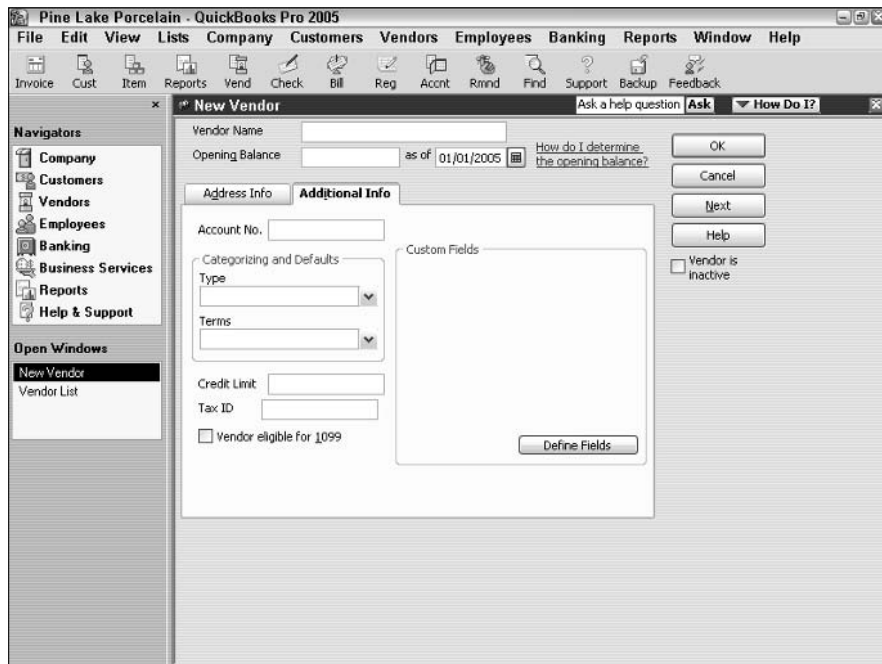 Pine Lake Porcelain - QuickBooks Pro 2005
File Edit View Lists Company Customers Vendors Employees Banking Reports Window Help
Invoice Cust Item Reports Vend Check Bill Reg Accnt Rmnd Find Support Backup Feedback
New Vendor Ask a help question Ask How Do I?
Navigators
Company
Customers
Vendors
Employees
Banking
Business Services
Reports
Help & Support
Open Windows
New Vendor
Vendor List
Vendor Name
Opening Balance as of 01/01/2005 How do I determine
the opening balance?
Address Info Additional Info
Account No.
Categorizing and Defaults
Type
Terms
Credit Limit
Tax ID
Vendor eligible for 1099
Custom Fields
Define Fields
OK
Cancel
Next
Help
Vendor is
inactive